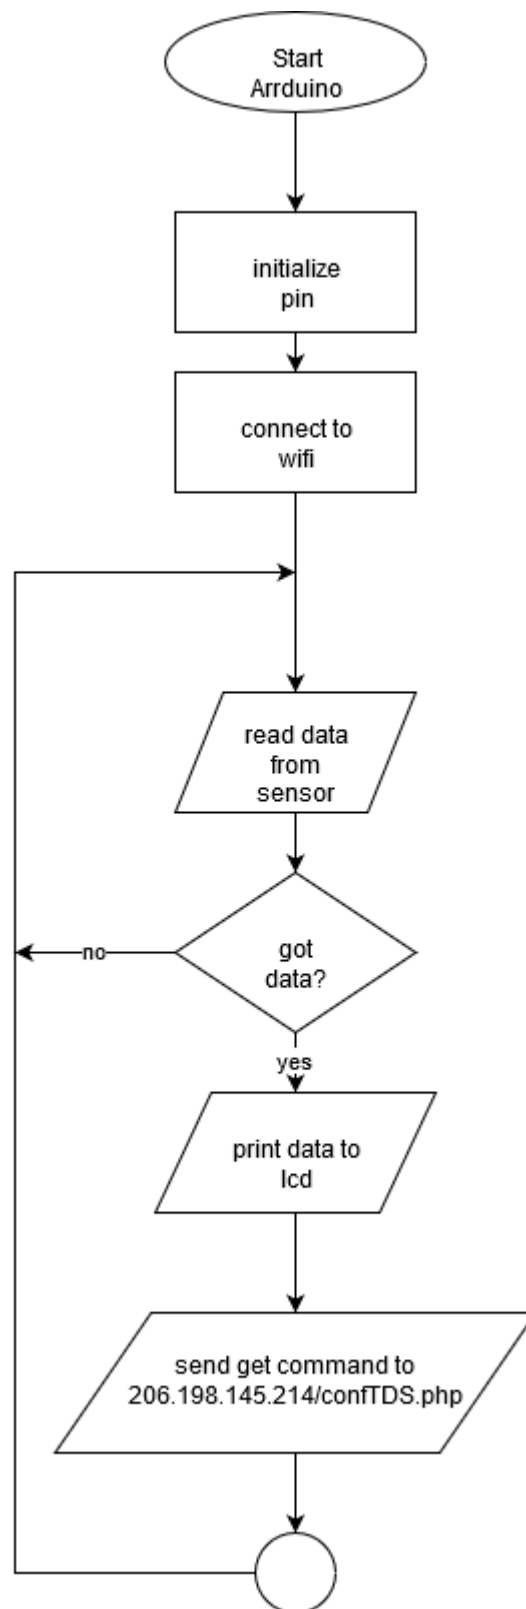 Start
Arrduino
initialize
pin
connect to
wifi
read data
from
sensor
got
data?
no
yes
print data to
lcd
send get command to
206.198.145.214/confTDS.php